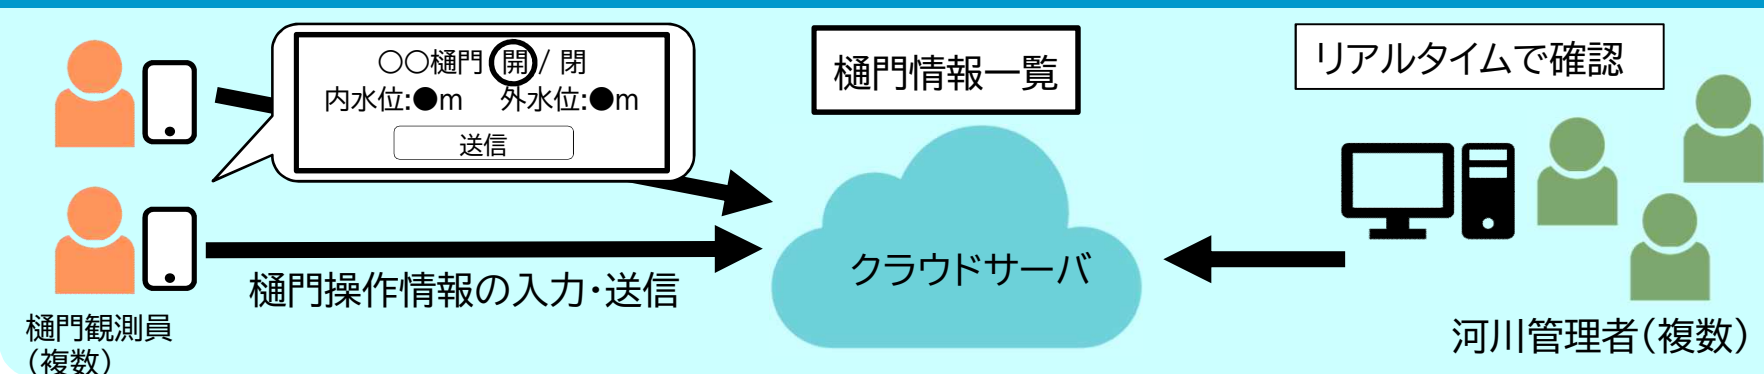 〇〇樋門 開 / 閉
内水位:●m 外水位:●m
送信
樋門情報一覧
リアルタイムで確認
クラウドサーバ
樋門操作情報の入力・送信
樋門観測員
(複数)
河川管理者(複数)